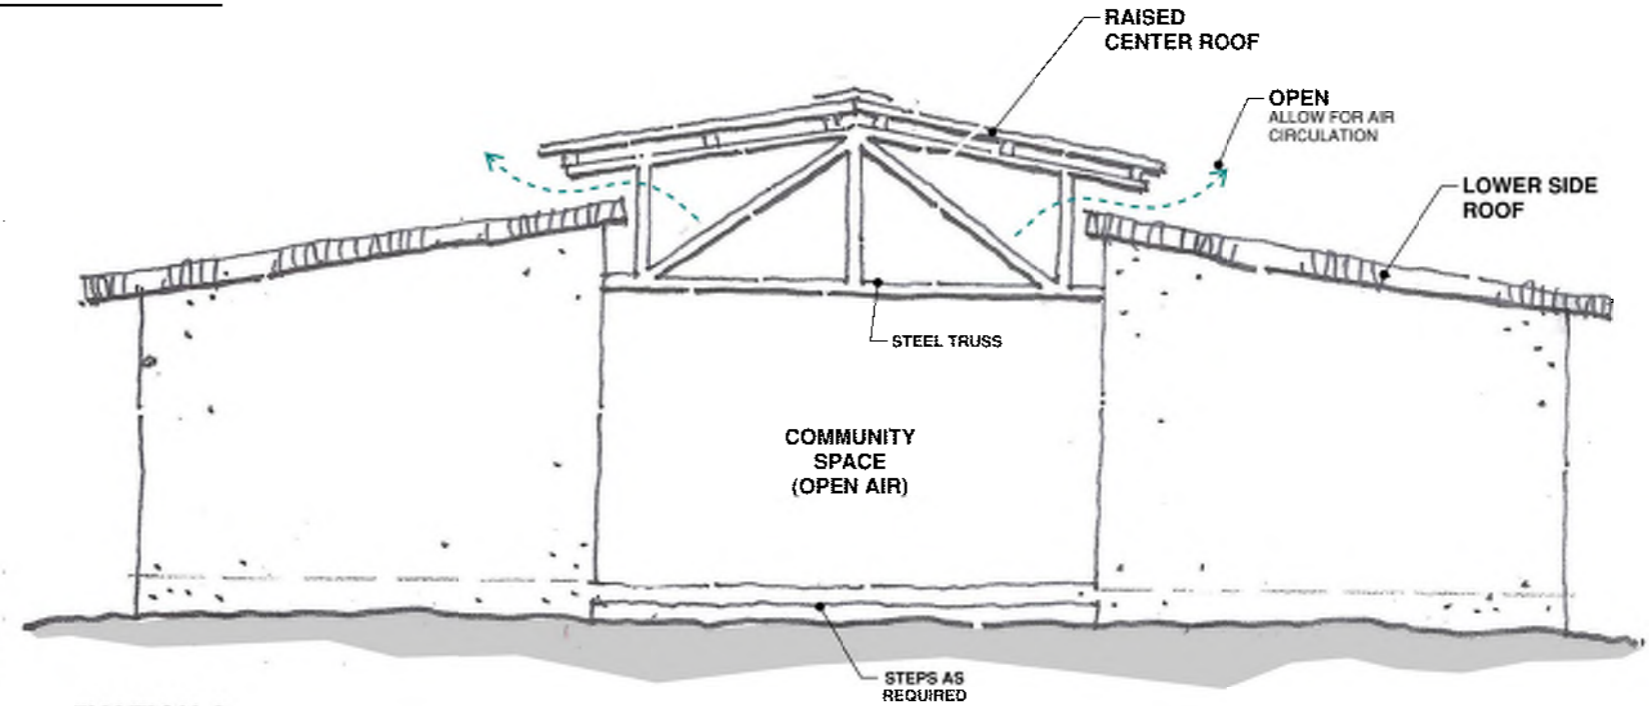 RAISED
CENTER ROOF
OPEN
ALLOW FOR AIR
CIRCULATION
LOWER SIDE
ROOF
STEEL TRUSS
COMMUNITY
SPACE
(OPEN AIR)
STEPS AS
REQUIRED